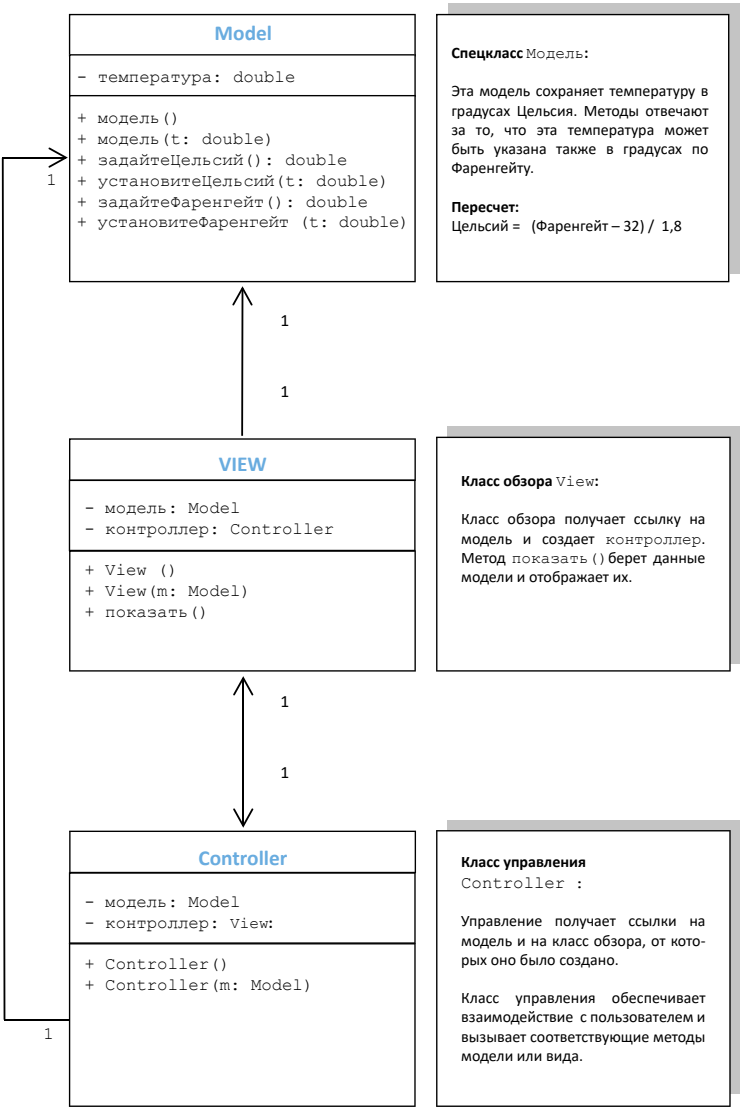 Model
- температура: double
+ модель()
+ модель(t: double)
+ задайтеЦельсий(): double
+ установитеЦельсий(t: double)
+ задайтеФаренгейт(): double
+ установитеФаренгейт (t: double)
Спецкласс Модель:
Эта модель сохраняет температуру в
градусах Цельсия. Методы отвечают
за то, что эта температура может
быть указана также в градусах по
Фаренгейту.
Пересчет:
Цельсий = (Фаренгейт – 32) / 1,8
1
1
1
VIEW
- модель: Model
- контроллер: Controller
+ View ()
+ View(m: Model)
+ показать()
Класс обзора View:
Класс обзора получает ссылку на
модель и создает контроллер.
Метод показать() берет данные
модели и отображает их.
1
1
Controller
- модель: Model
- контроллер: View:
+ Controller()
+ Controller(m: Model)
1
Класс управления
Controller :
Управление получает ссылки на
модель и на класс обзора, от кото-
рых оно было создано.
Класс управления обеспечивает
взаимодействие с пользователем и
вызывает соответствующие методы
модели или вида.